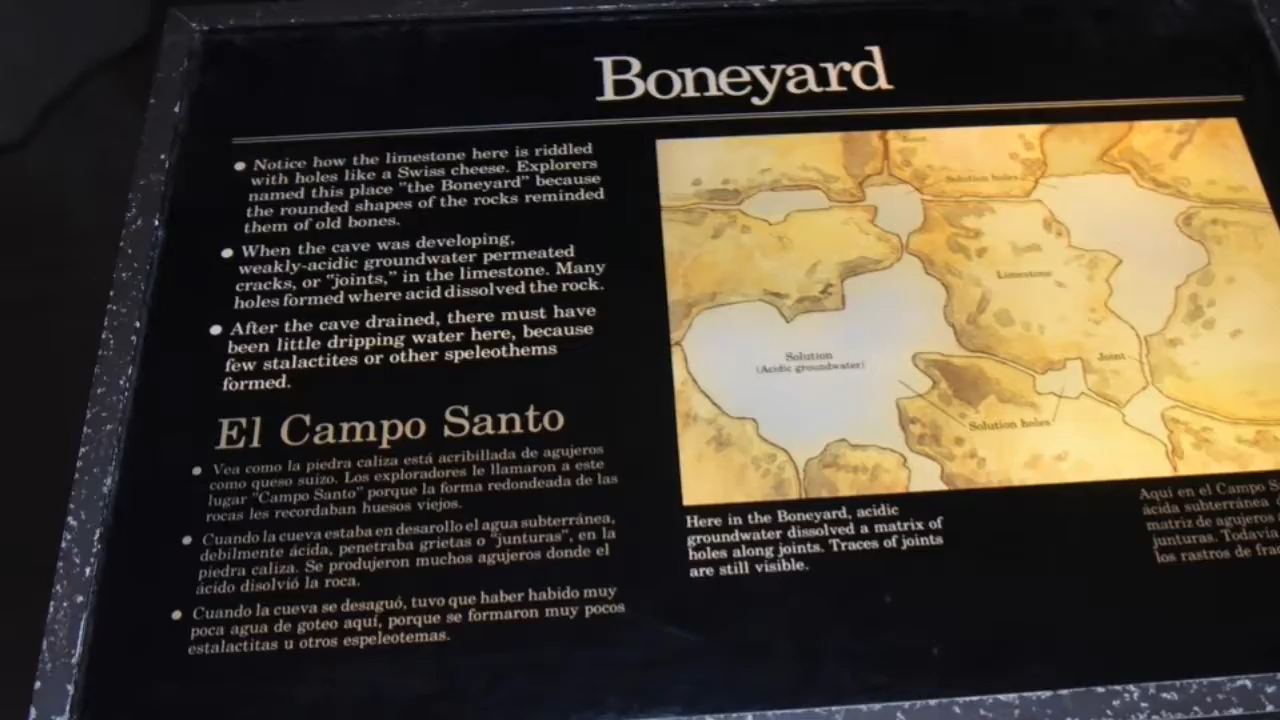 Boneyard
● Notice how the limestone here is riddled
with holes like a Swiss cheese. Explorers
named this place "the Boneyard" because
the rounded shapes of the rocks reminded
them of old bones.
● When the cave was developing,
weakly-acidic groundwater permeated
cracks, or "joints," in the limestone. Many
holes formed where acid dissolved the rock.
● After the cave drained, there must have
been little dripping water here, because
few stalactites or other speleothems
formed.
El Campo Santo
● Vea como la piedra caliza está acribillada de agujeros
como queso suizo. Los exploradores le llamaron a este
lugar "Campo Santo" porque la forma redondeada de las
rocas les recordaban huesos viejos.
● Cuando la cueva estaba en desarollo el agua subterránea,
debilmente ácida, penetraba grietas o "junturas", en la
piedra caliza. Se produjeron muchos agujeros donde el
ácido disolvió la roca.
● Cuando la cueva se desaguó, tuvo que haber habido muy
poca agua de goteo aquí, porque se formaron muy pocos
estalactitas u otros espeleotemas.
Joint
Solution holes
Limestone
Solution
(Acidic groundwater)
Joint
Solution holes
Here in the Boneyard, acidic
groundwater dissolved a matrix of
holes along joints. Traces of joints
are still visible.
Aquí en el Campo S
ácida subterránea
matriz de agujeros
junturas. Todavía
los rastros de fra